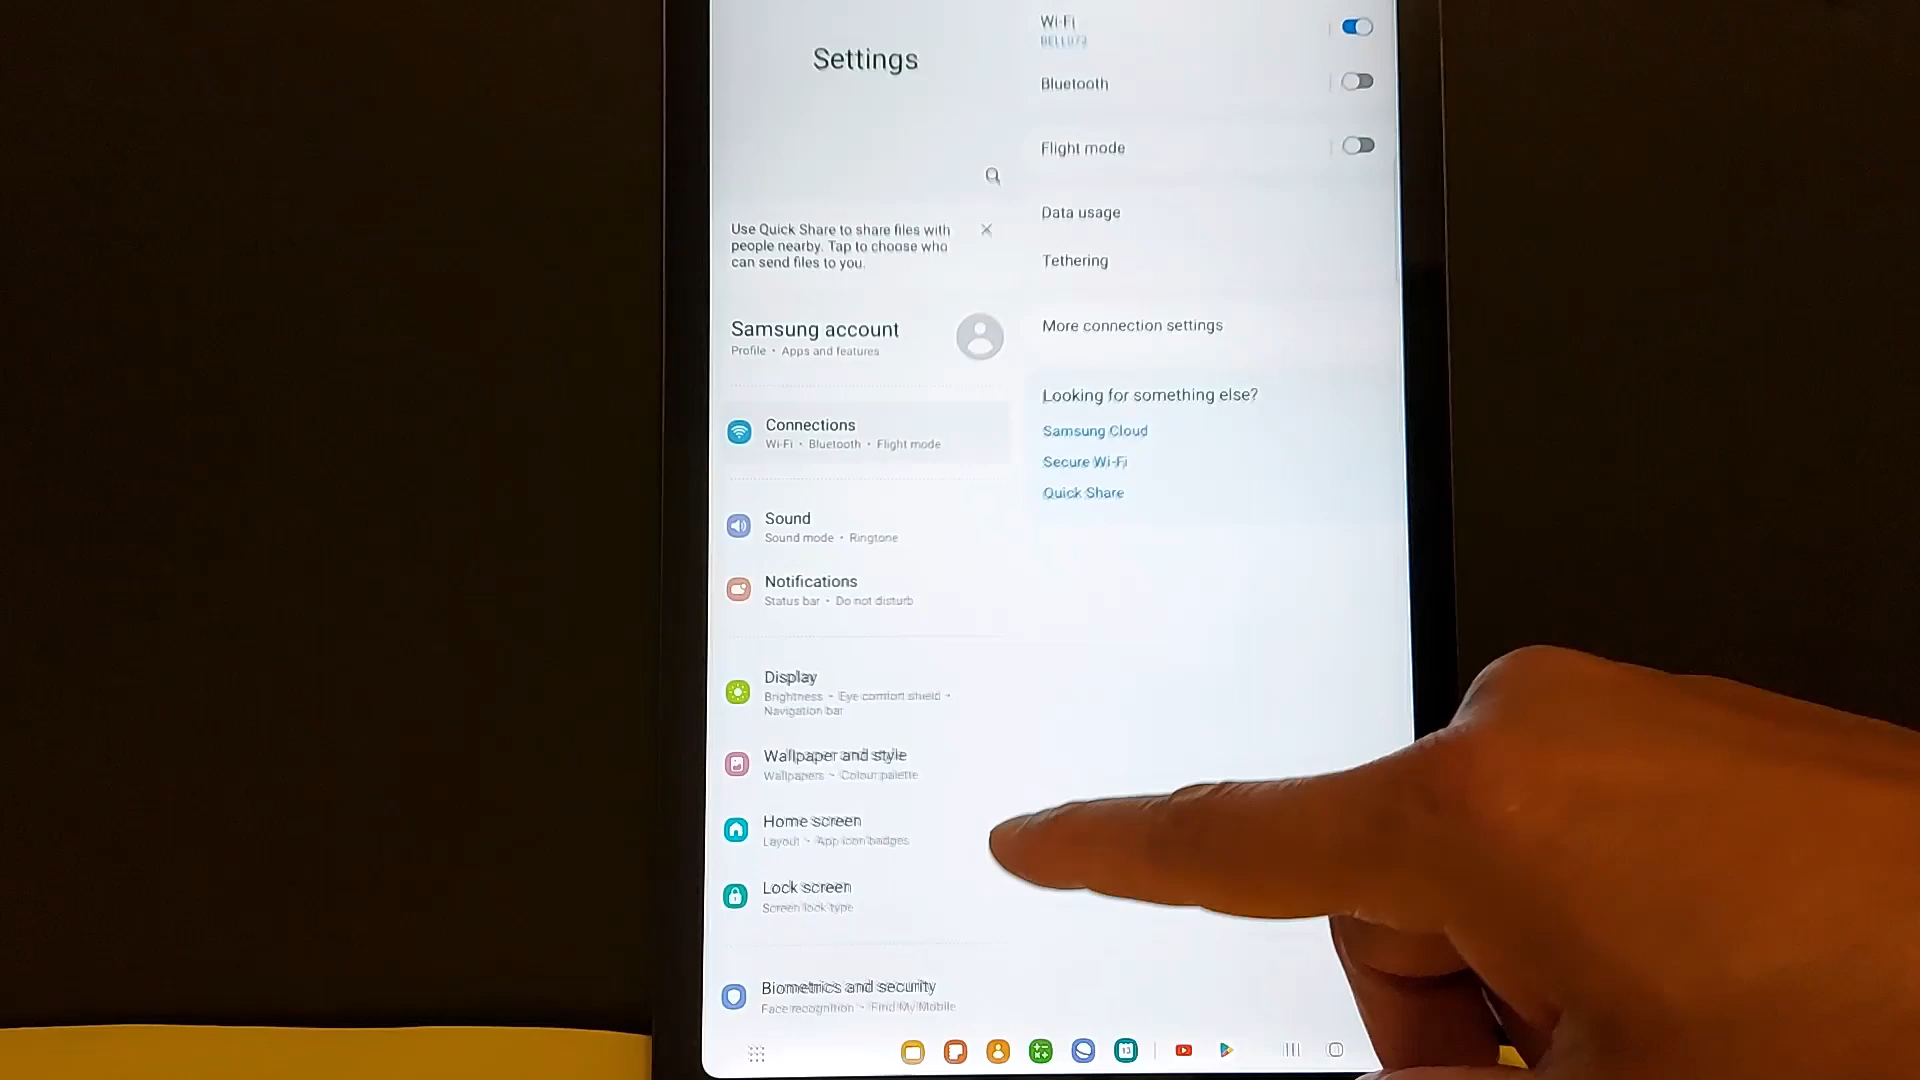 Settings
Use Quick Share to share files with
people nearby. Tap to choose who
can send files to you.
Samsung account
Profile • Apps and features
Connections
Wi-Fi • Bluetooth • Flight mode
Sound
Sound mode • Ringtone
Notifications
Status bar • Do not disturb
Display
Brightness • Eye comfort shield •
Navigation bar
Wallpaper and style
Wallpapers • Colour palette
Home screen
Layout • App icon badges
Lock screen
Screen lock type
Biometrics and security
Face recognition • Find My Mobile
Wi-Fi
Bluetooth
Flight mode
Data usage
Tethering
More connection settings
Looking for something else?
Samsung Cloud
Secure Wi-Fi
Quick Share
13